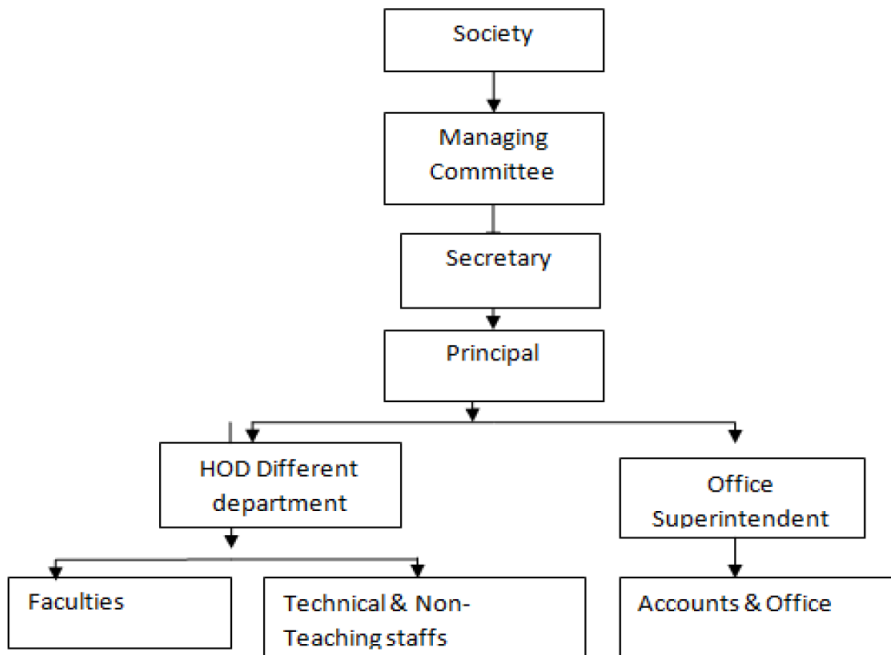 Society
Managing
Committee
Secretary
Principal
HOD Different
department
Office
Superintendent
Faculties
Technical & Non-
Teaching staffs
Accounts & Office